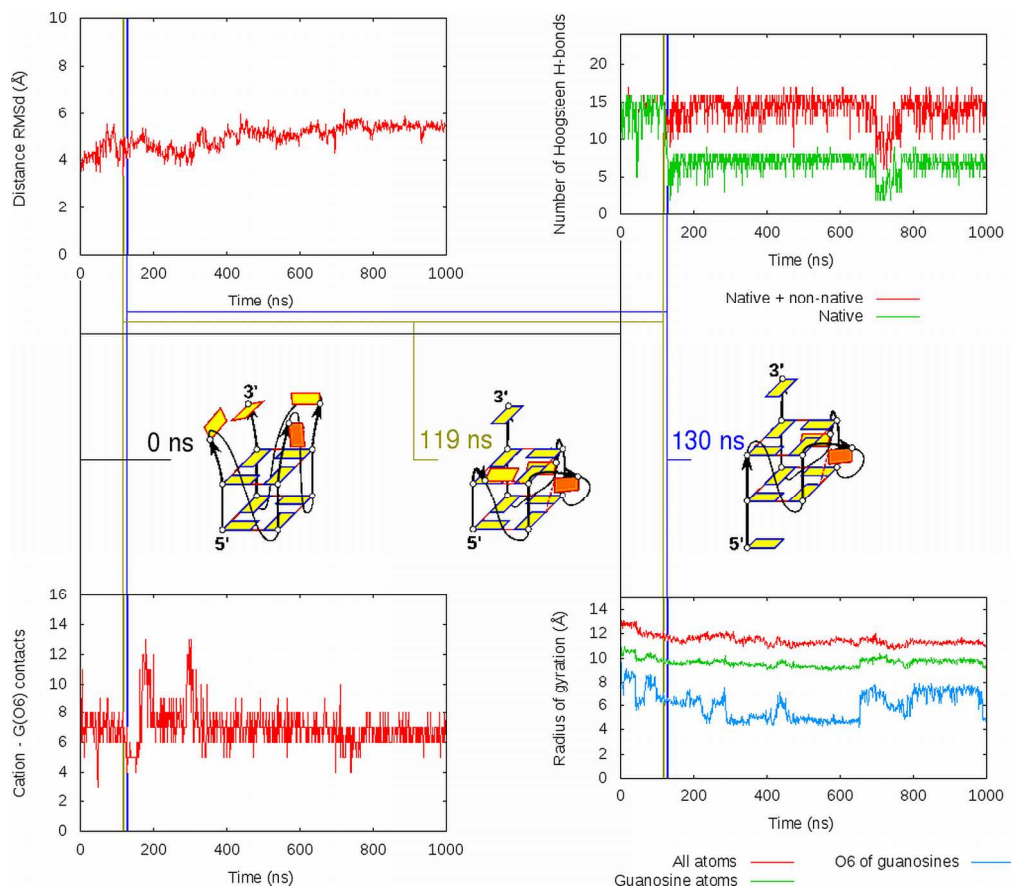 Distance RMSd (Å)
10
8
6
4
2
0
0 200 400 600 800 1000
Time (ns)
Number of Hoogsteen H-bonds
20
15
10
5
0
0 200 400 600 800 1000
Time (ns)
Native + non-native
Native
0 ns
3'
5'
119 ns
3'
5'
130 ns
3'
5'
Cation - G(O6) contacts
16
14
12
10
8
6
4
2
0
0 200 400 600 800 1000
Time (ns)
Radius of gyration (Å)
14
12
10
8
6
4
2
0
0 200 400 600 800 1000
Time (ns)
All atoms
Guanosine atoms
O6 of guanosines